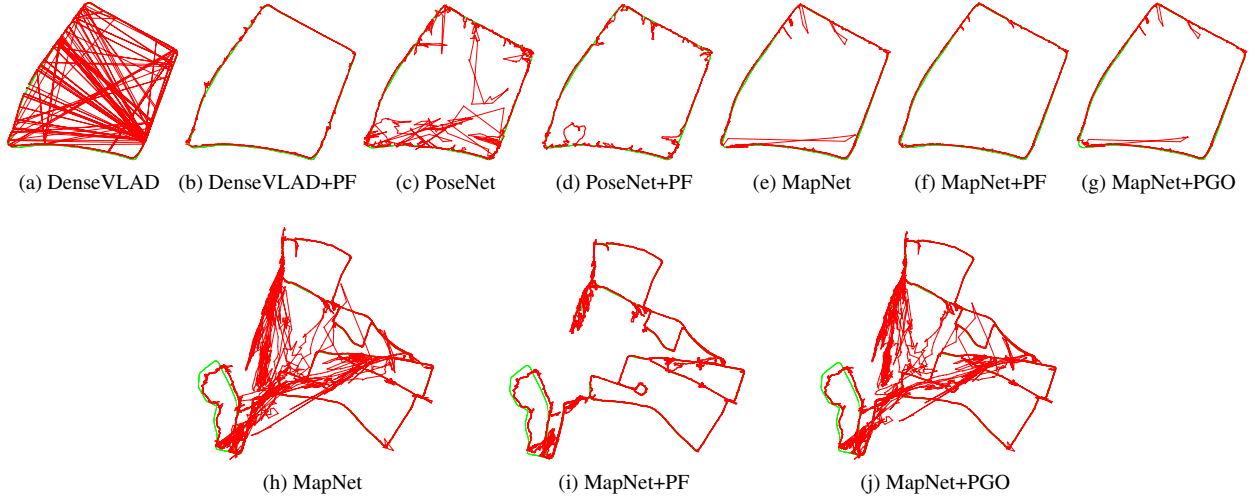 (a) DenseVLAD (b) DenseVLAD+PF (c) PoseNet (d) PoseNet+PF (e) MapNet (f) MapNet+PF (g) MapNet+PGO
(h) MapNet (i) MapNet+PF (j) MapNet+PGO